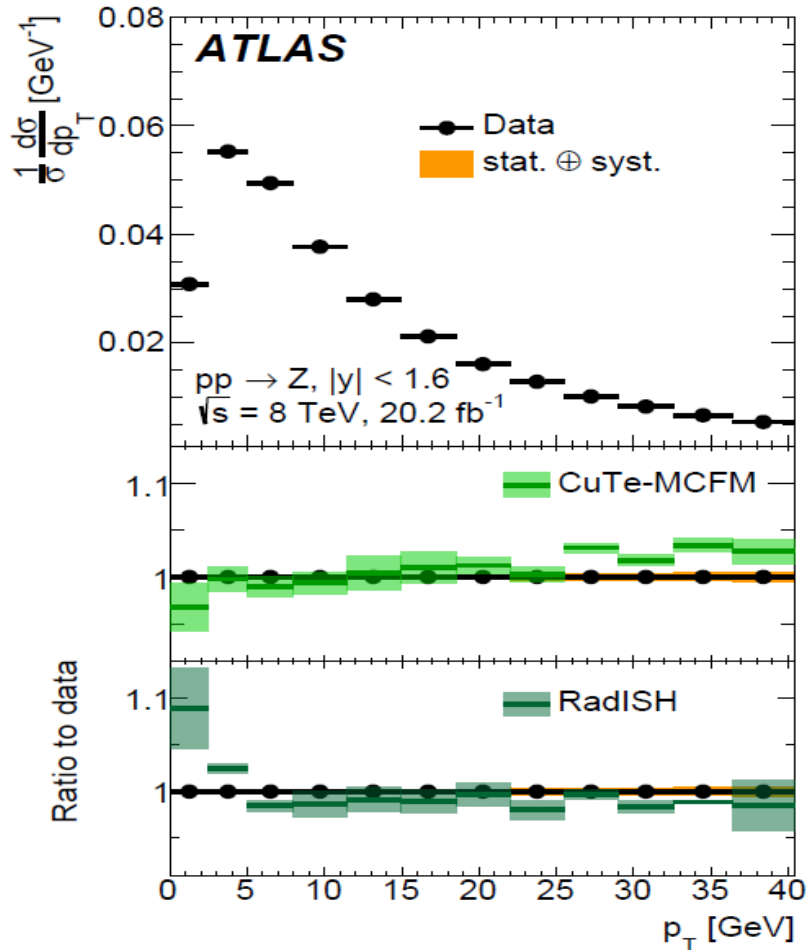 0.08
ATLAS
1/σ dσ/dp_T [GeV⁻¹]
Data
0.06
stat. ⊕ syst.
0.04
0.02
pp → Z, |y| < 1.6
√s = 8 TeV, 20.2 fb⁻¹
1.1
CuTe-MCFM
1
Ratio to data
1.1
RadISH
1
0 5 10 15 20 25 30 35 40
p_T [GeV]